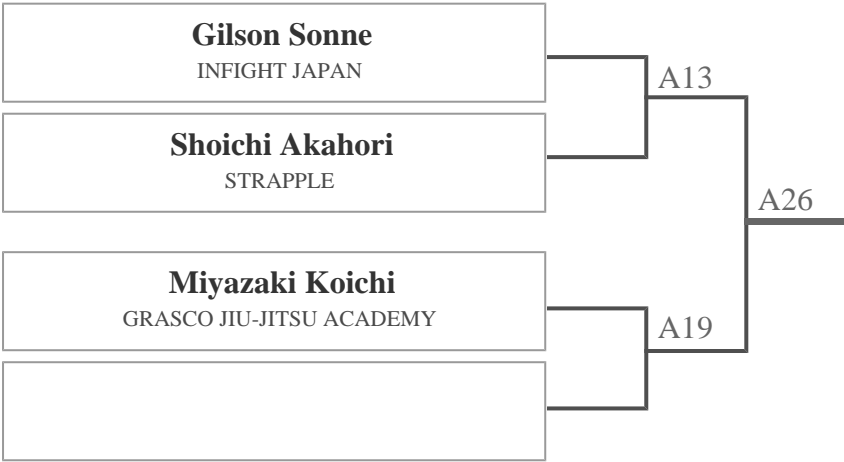 Gilson Sonne
INFIGHT JAPAN
A13
Shoichi Akahori
STRAPPLE
A26
Miyazaki Koichi
GRASCO JIU-JITSU ACADEMY
A19